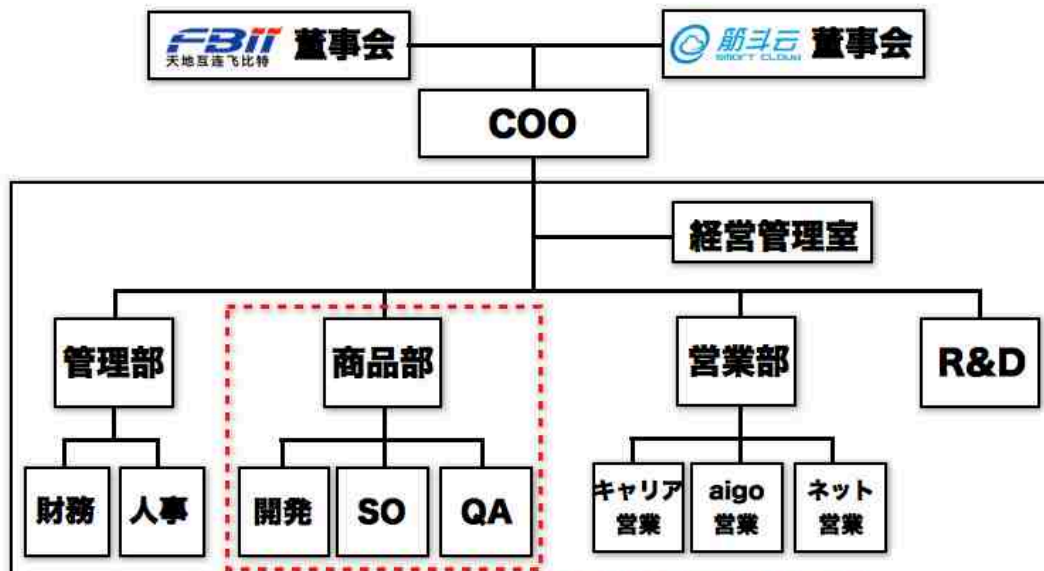 FBii 董事会
天地互连飞比特
筋斗云 董事会
SMART CLOUD
COO
経営管理室
管理部
商品部
営業部
R&D
財務
人事
開発
SO
QA
キャリア
営業
aigo
営業
ネット
営業